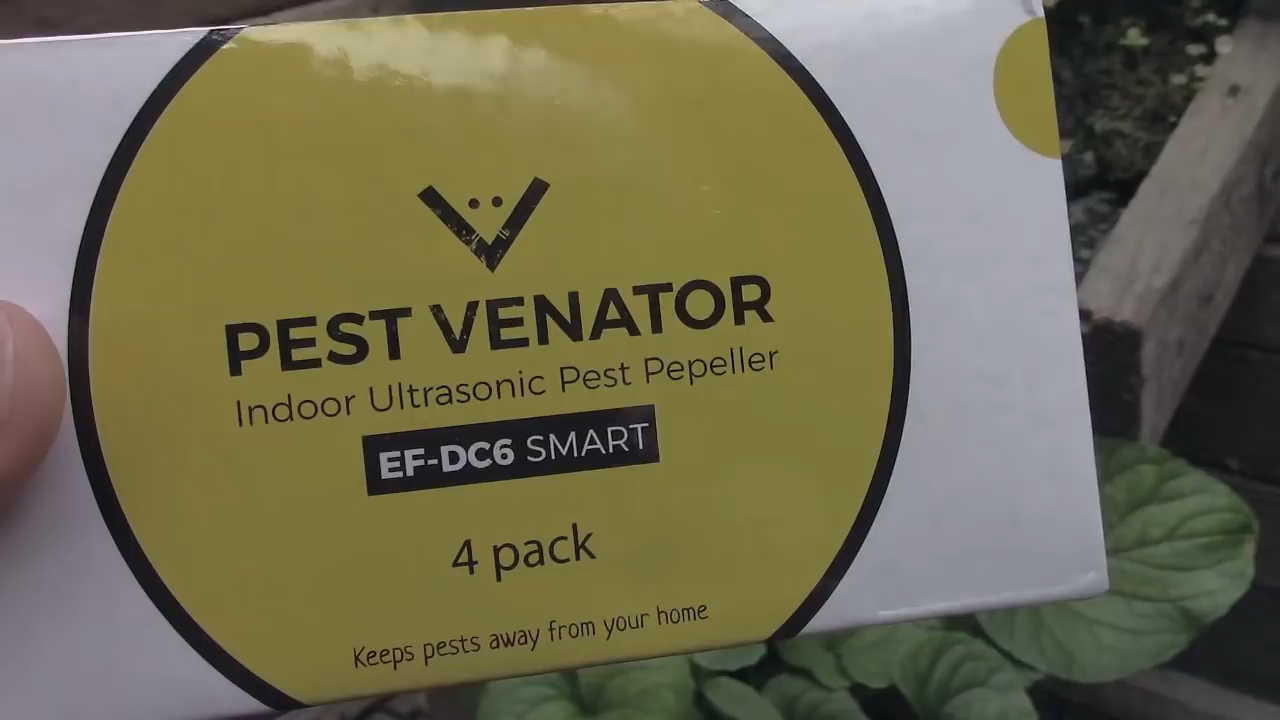 PEST VENATOR
Indoor Ultrasonic Pest Pepeller
EF-DC6 SMART
4 pack
Keeps pests away from your home